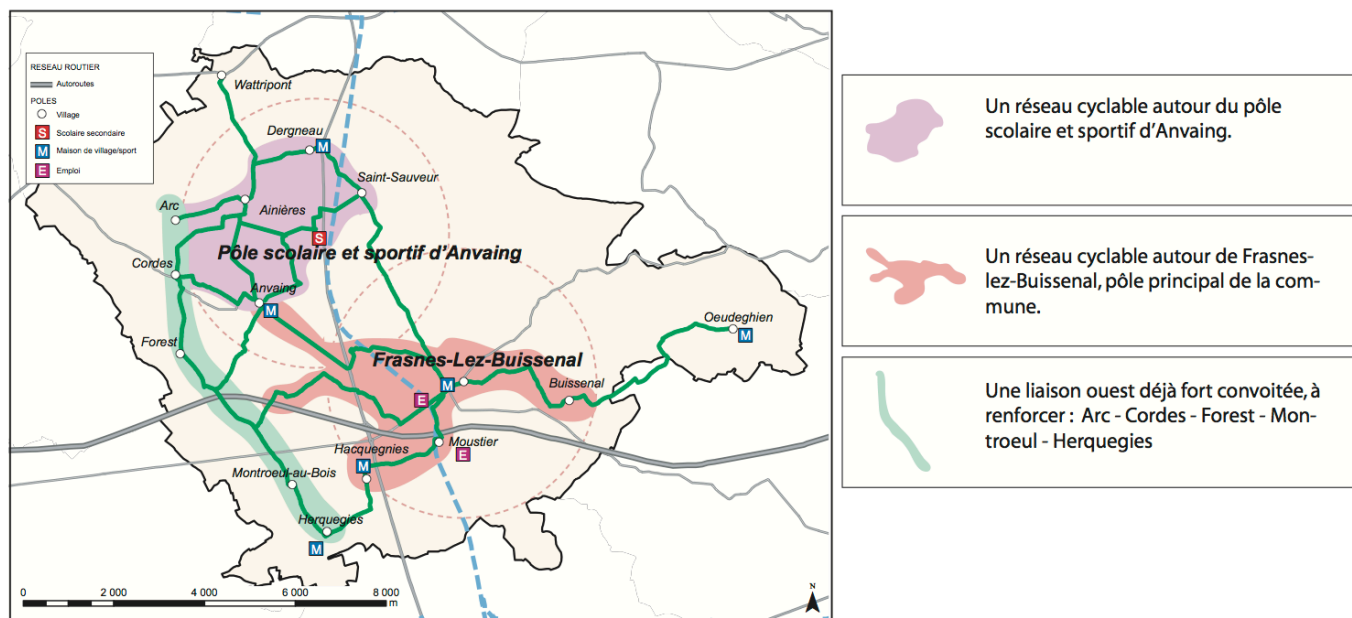 RESEAU ROUTIER
Autoroutes
POLES
Village
S Scolaire secondaire
M Maison de village/sport
E Emploi
Wattripont
Dergneau
M
Saint-Sauveur
Arc
Ainières
S
Pôle scolaire et sportif d'Anvaing
Cordes
Anvaing
M
Oudeghien
M
Forest
Frasnes-Lez-Buissenal
M
Buissenal
E
Moustier
Hacquegnies
M
E
Montroeul-au-Bois
Herquegies
M
0 2 000 4 000 6 000 8 000
m
N
Un réseau cyclable autour du pôle
scolaire et sportif d'Anvaing.
Un réseau cyclable autour de Frasnes-
lez-Buissenal, pôle principal de la com-
mune.
Une liaison ouest déjà fort convoitée, à
renforcer : Arc - Cordes - Forest - Mon-
troeul - Herquegies